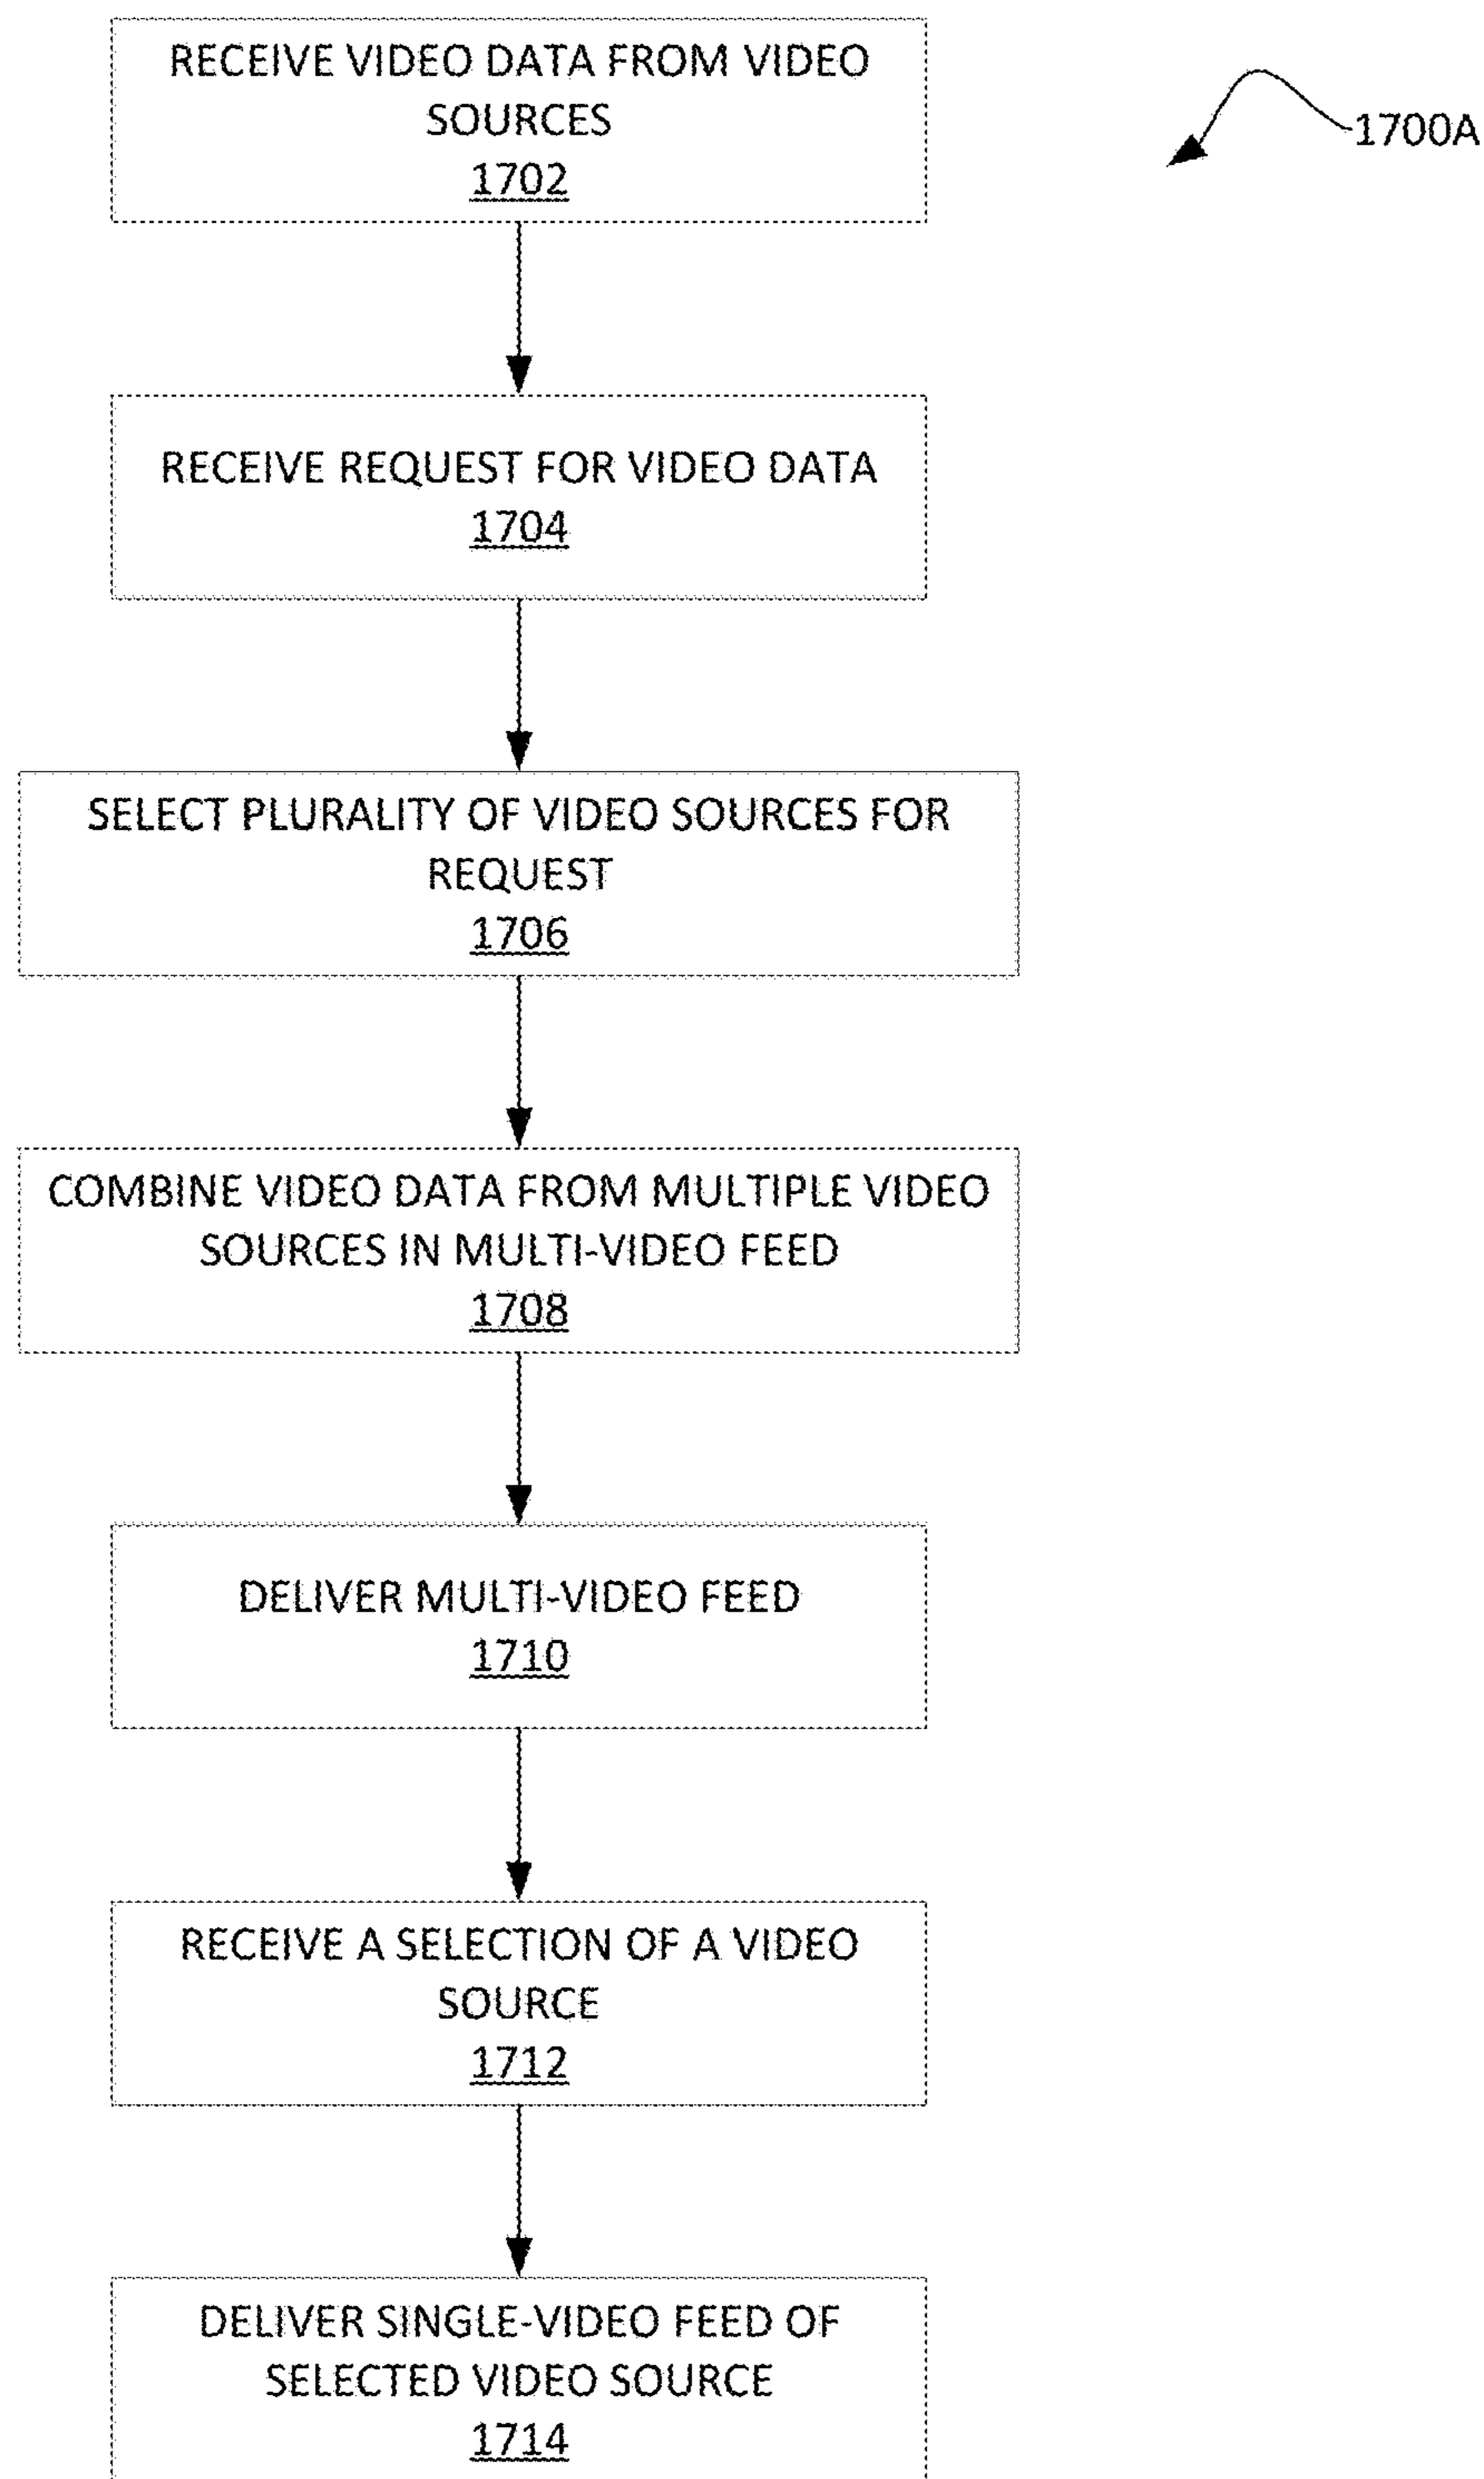 RECEIVE VIDEO DATA FROM VIDEO
SOURCES
1702
1700A
RECEIVE REQUEST FOR VIDEO DATA
1704
SELECT PLURALITY OF VIDEO SOURCES FOR
REQUEST
1706
COMBINE VIDEO DATA FROM MULTIPLE VIDEO
SOURCES IN MULTI-VIDEO FEED
1708
DELIVER MULTI-VIDEO FEED
1710
RECEIVE A SELECTION OF A VIDEO
SOURCE
1712
DELIVER SINGLE-VIDEO FEED OF
SELECTED VIDEO SOURCE
1714